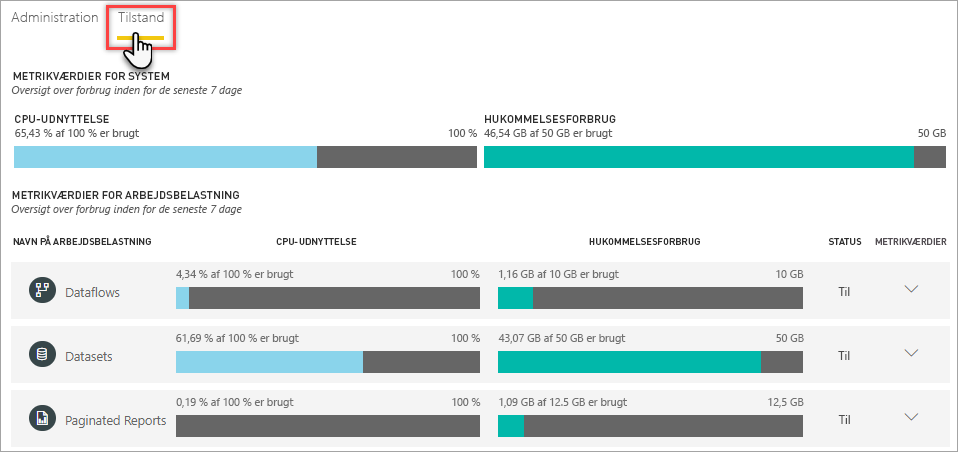 Administration Tilstand
METRIKVÆRDIER FOR SYSTEM
Oversigt over forbrug inden for de seneste 7 dage
CPU-UDNYTTELSE HUKOMMELSESFORBRUG
65,43 % af 100 % er brugt 100 % 46,54 GB af 50 GB er brugt 50 GB
METRIKVÆRDIER FOR ARBEJDSBELASTNING
Oversigt over forbrug inden for de seneste 7 dage
NAVN PÅ ARBEJDSBELASTNING CPU-UDNYTTELSE HUKOMMELSESFORBRUG STATUS METRIKVÆRDIER
4,34 % af 100 % er brugt 100 % 1,16 GB af 10 GB er brugt 10 GB
Dataflows Til
61,69 % af 100 % er brugt 100 % 43,07 GB af 50 GB er brugt 50 GB
Datasets Til
0,19 % af 100 % er brugt 100 % 1,09 GB af 12.5 GB er brugt 12,5 GB
Paginated Reports Til